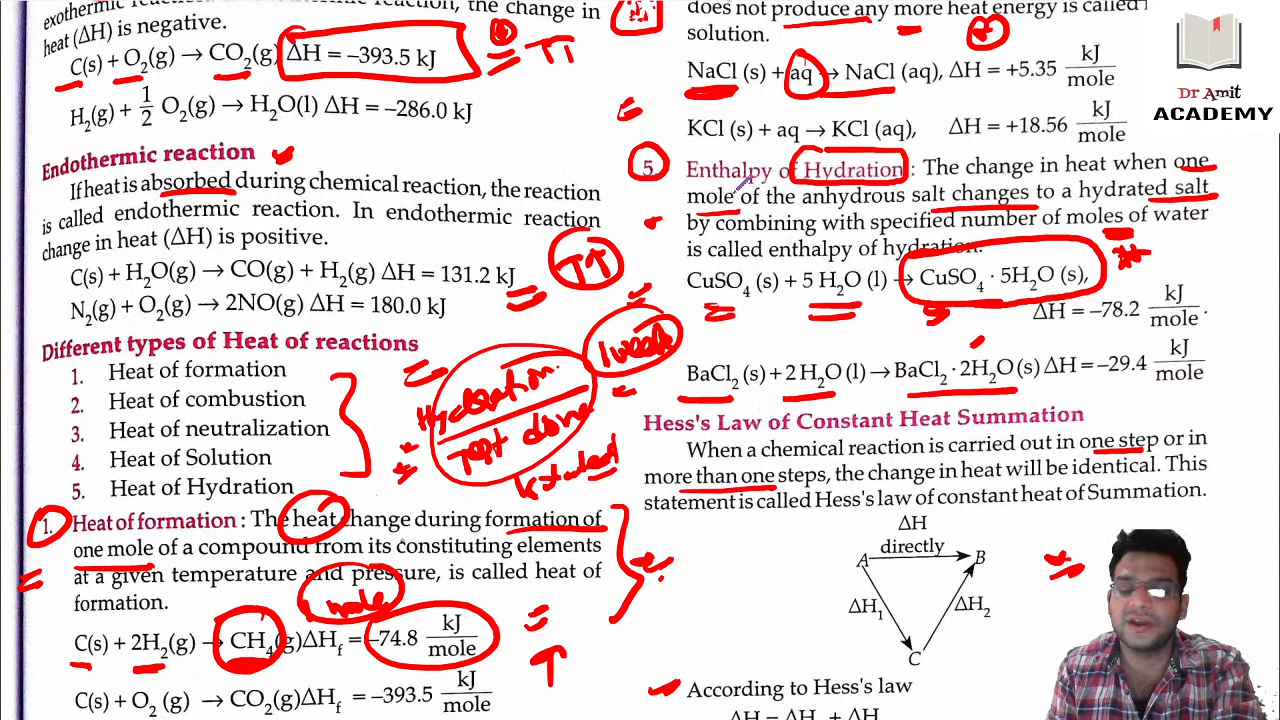 exothermic reaction, the change in
heat (ΔH) is negative.
C(s) + O₂(g) → CO₂(g) ΔH = –393.5 kJ
H₂(g) + 1/2 O₂(g) → H₂O(l) ΔH = –286.0 kJ
Endothermic reaction
If heat is absorbed during chemical reaction, the reaction
is called endothermic reaction. In endothermic reaction
change in heat (ΔH) is positive.
C(s) + H₂O(g) → CO(g) + H₂(g) ΔH = 131.2 kJ
N₂(g) + O₂(g) → 2NO(g) ΔH = 180.0 kJ
Different types of Heat of reactions
1. Heat of formation
2. Heat of combustion
3. Heat of neutralization
4. Heat of Solution
5. Heat of Hydration
Hydration
Test done
1 week
1. Heat of formation : The heat change during formation of
one mole of a compound from its constituting elements
at a given temperature and pressure, is called heat of
formation.
1 mole
C(s) + 2H₂(g) → CH₄(g)ΔHf = –74.8 kJ/mole
C(s) + O₂ (g) → CO₂(g)ΔHf = –393.5 kJ/mole
does not produce any more heat energy is called
solution.
NaCl (s) + aq → NaCl (aq), ΔH = +5.35 kJ/mole
KCl (s) + aq → KCl (aq), ΔH = +18.56 kJ/mole
5. Enthalpy of Hydration : The change in heat when one
mole of the anhydrous salt changes to a hydrated salt
by combining with specified number of moles of water
is called enthalpy of hydration.
CuSO₄ (s) + 5 H₂O (l) → CuSO₄ · 5H₂O (s),
ΔH = –78.2 kJ/mole.
BaCl₂(s) + 2 H₂O(l) → BaCl₂ · 2H₂O(s) ΔH = –29.4 kJ/mole
Hess's Law of Constant Heat Summation
When a chemical reaction is carried out in one step or in
more than one steps, the change in heat will be identical. This
statement is called Hess's law of constant heat of Summation.
ΔH
directly
A B
ΔH₁ ΔH₂
C
According to Hess's law
ΔH = ΔH₁ + ΔH
Dr Amit
ACADEMY